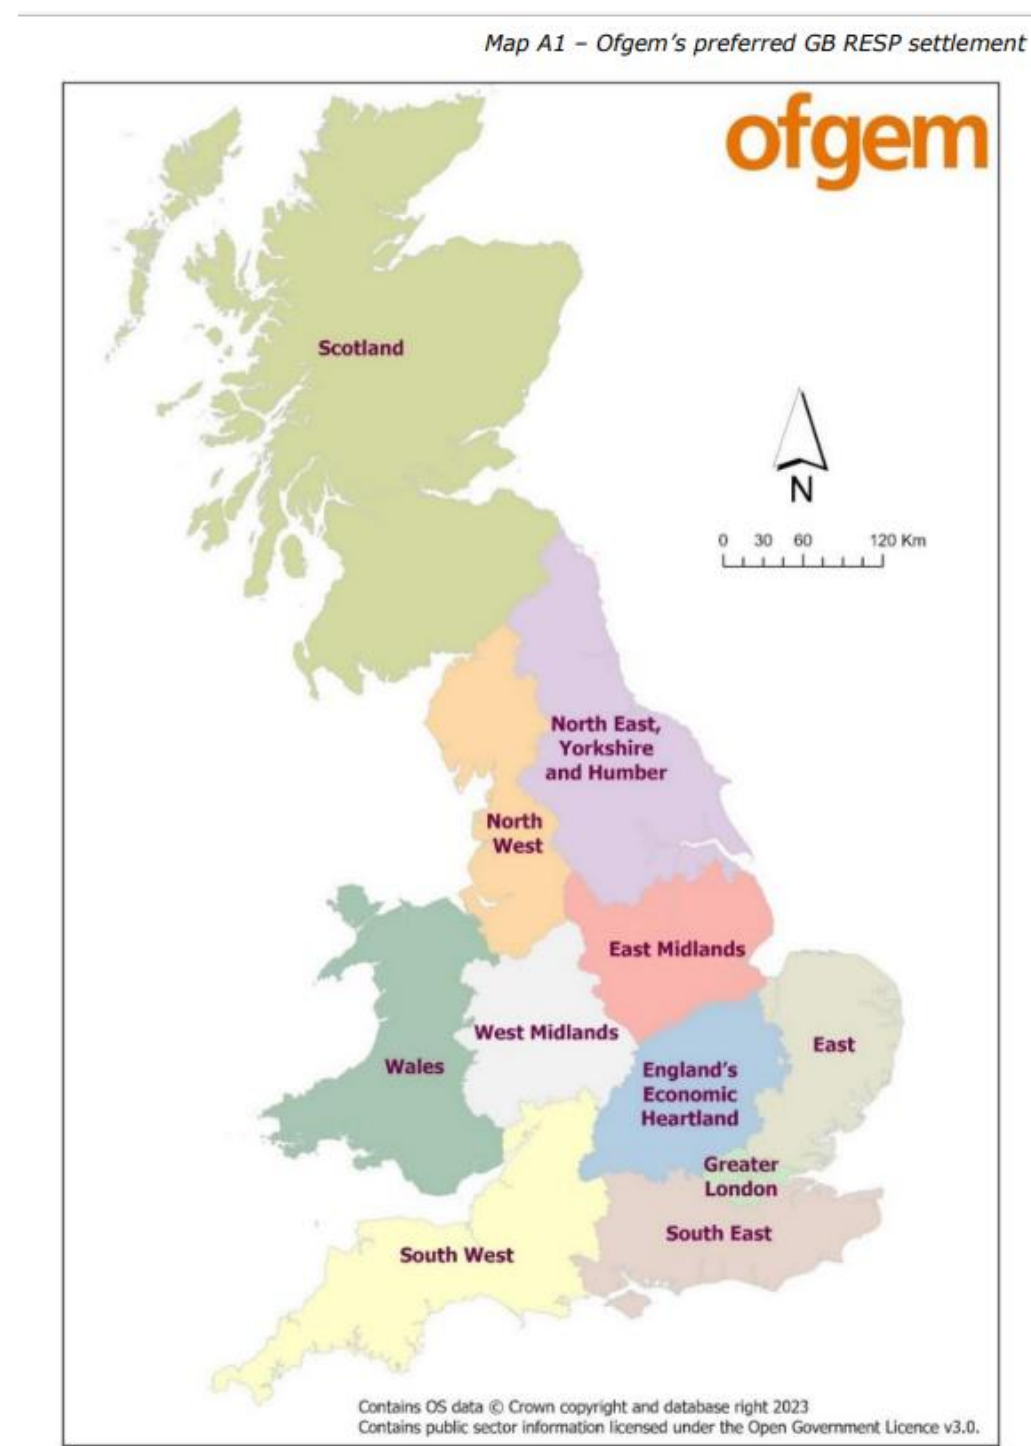 Map A1 – Ofgem's preferred GB RESP settlement
ofgem
Scotland
N
0 30 60 120 Km
North East,
Yorkshire
and Humber
North
West
East Midlands
West Midlands
East
Wales
England's
Economic
Heartland
Greater
London
South East
South West
Contains OS data © Crown copyright and database right 2023
Contains public sector information licensed under the Open Government Licence v3.0.